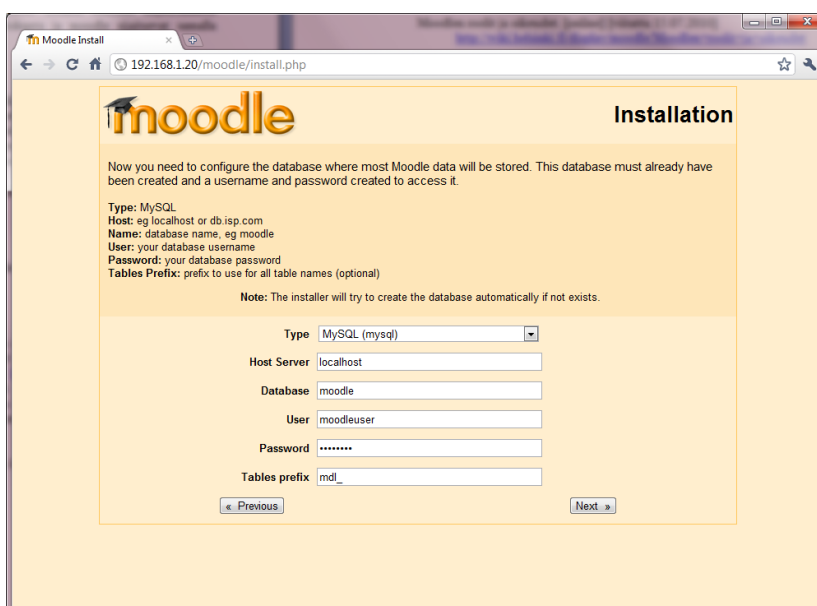 Moodle Install
192.168.1.20/moodle/install.php
moodle
Installation
Now you need to configure the database where most Moodle data will be stored. This database must already have
been created and a username and password created to access it.
Type: MySQL
Host: eg localhost or db.isp.com
Name: database name, eg moodle
User: your database username
Password: your database password
Tables Prefix: prefix to use for all table names (optional)
Note: The installer will try to create the database automatically if not exists.
Type MySQL (mysql)
Host Server localhost
Database moodle
User moodleuser
Password ••••••••
Tables prefix mdl_
« Previous
Next »